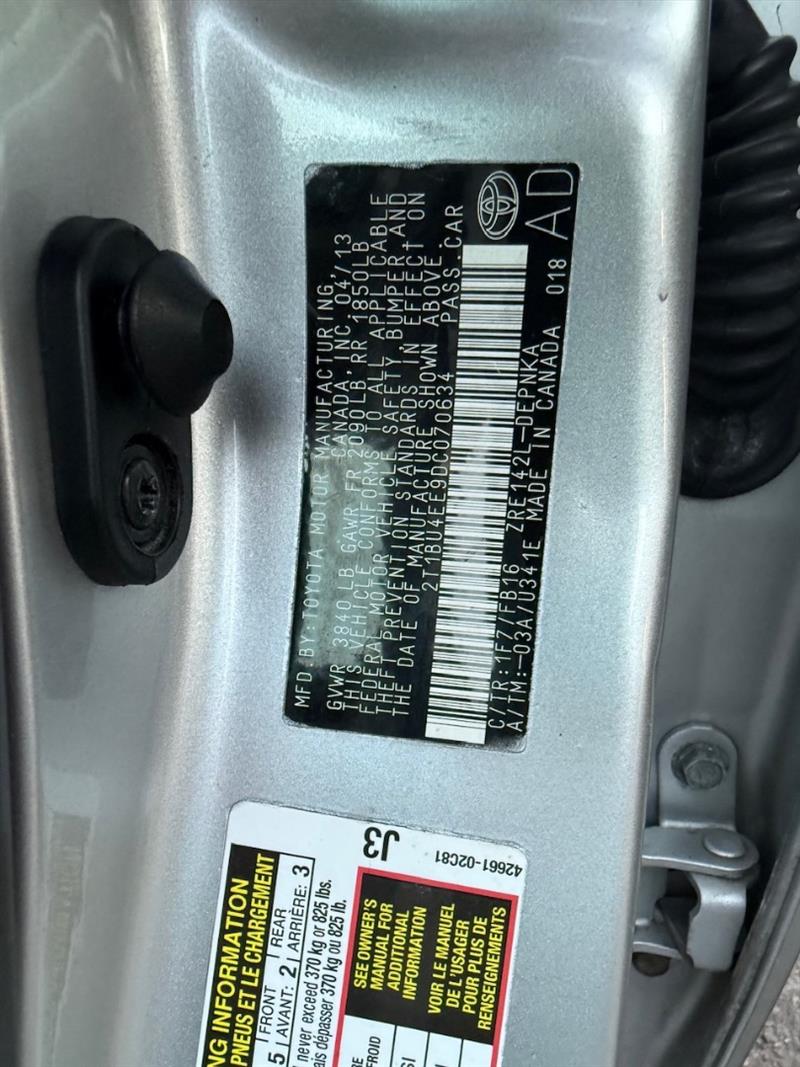 MFD BY:TOYOTA MOTOR MANUFACTURING,
CANADA, INC. 04/13
GVWR 3840 LB GAWR FR 2090LB, RR 1850LB
THIS VEHICLE CONFORMS TO ALL APPLICABLE
FEDERAL MOTOR VEHICLE SAFETY BUMPER,AND
THEFT PREVENTION STANDARDS IN EFFECT ON
THE DATE OF MANUFACTURE SHOWN ABOVE
2T1BU4EE9DC070634 PASS.CAR
C/TR:1F7/FB16 ZRE142L-DEPNKA
A/TM:-03A/U341E MADE IN CANADA 018
AD
J3
42661-02C81
INFORMATION
PNEUS ET LE CHARGEMENT
5 FRONT AVANT: 2 REAR ARRIÈRE: 3
never exceed 370 kg or 825 lbs.
dépasser 370 kg ou 825 lb.
SEE OWNER'S
MANUAL FOR
ADDITIONAL
INFORMATION
VOIR LE MANUEL
DE L'USAGER
POUR PLUS DE
RENSEIGNEMENTS